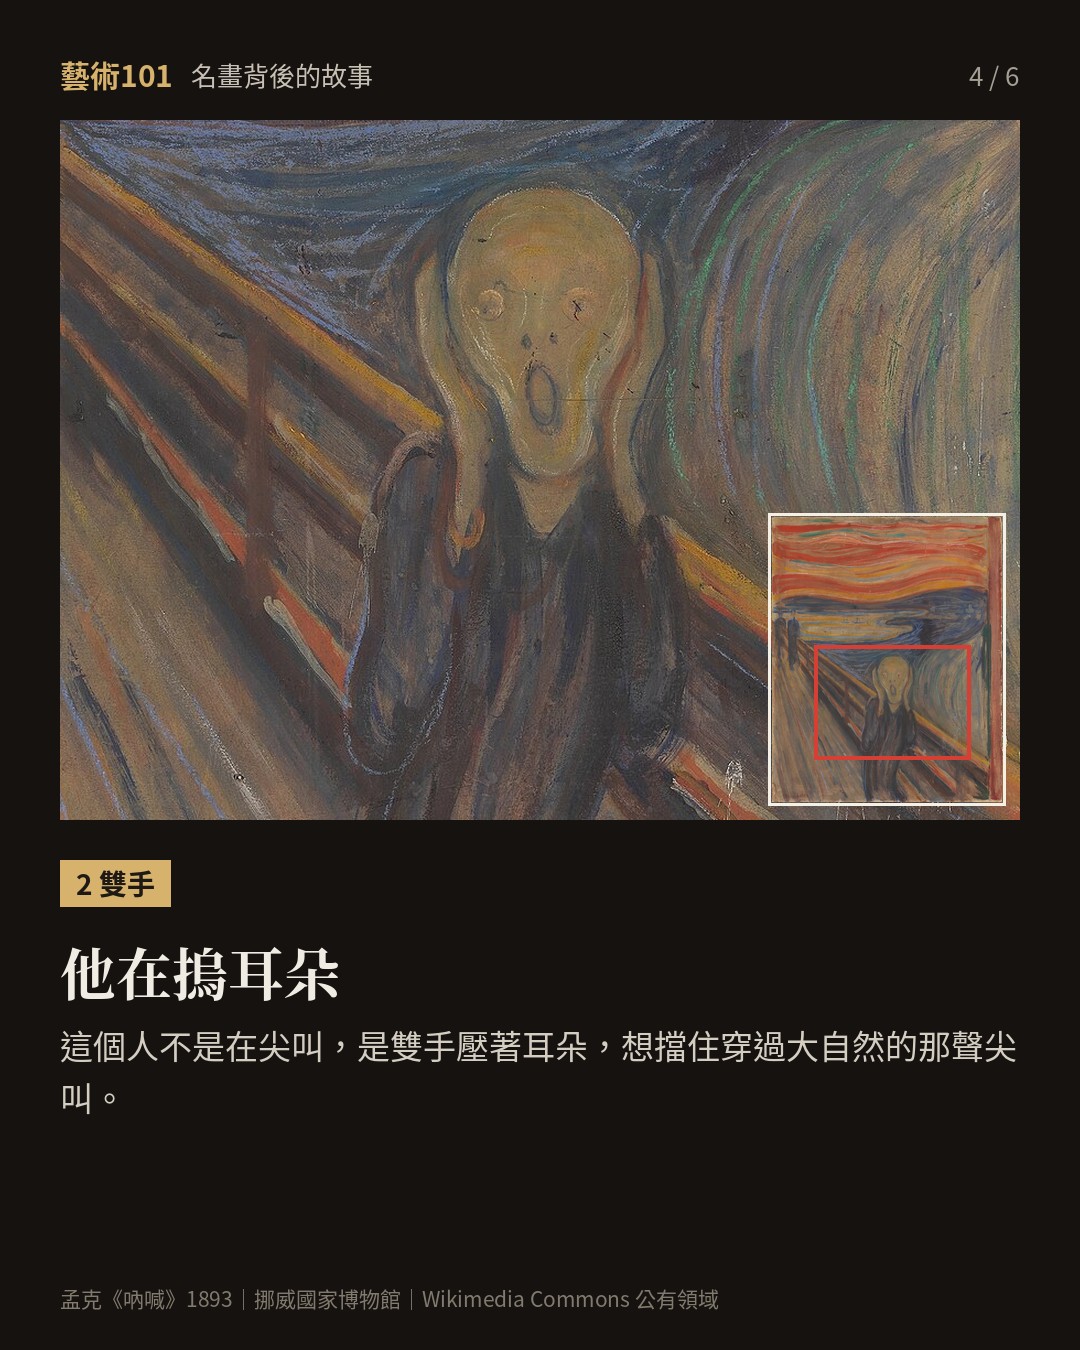 藝術101 名畫背後的故事
4 / 6
2 雙手
他在摀耳朵
這個人不是在尖叫，是雙手壓著耳朵，想擋住穿過大自然的那聲尖
叫。
孟克《吶喊》1893｜挪威國家博物館｜Wikimedia Commons 公有領域